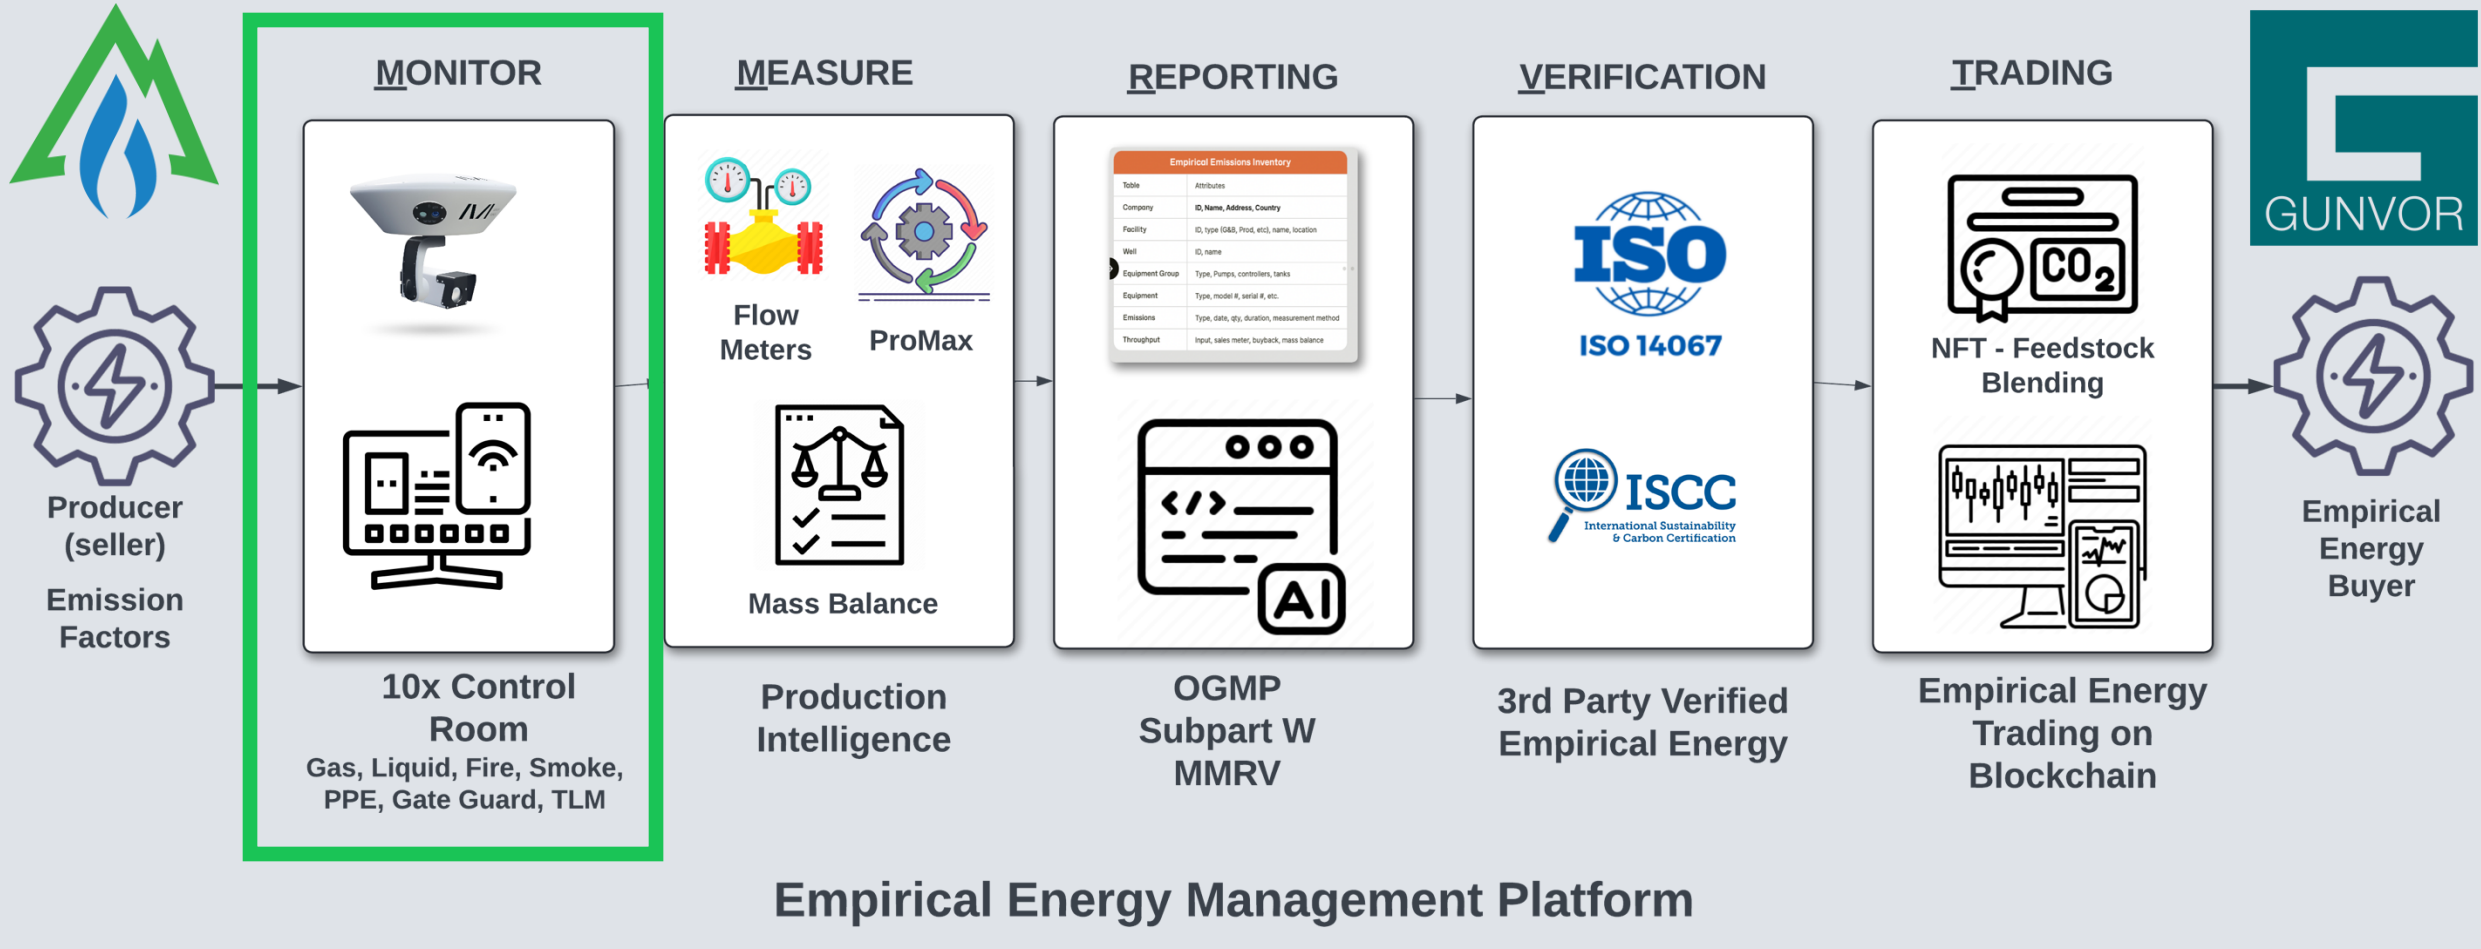 MONITOR
MEASURE
REPORTING
VERIFICATION
TRADING
GUNVOR
Producer
(seller)
Emission
Factors
10x Control
Room
Gas, Liquid, Fire, Smoke,
PPE, Gate Guard, TLM
Flow
Meters
ProMax
Mass Balance
Production
Intelligence
Empirical Emissions Inventory
Table Attributes
Company ID, Name, Address, Country
Facility ID, type (G&B, Prod, etc), name, location
Well ID, name
Equipment Group Type, Pumps, controllers, tanks
Equipment Type, model #, serial #, etc.
Emissions Type, date, qty, duration, measurement method
Throughput Input, sales meter, buyback, mass balance
</>
AI
OGMP
Subpart W
MMRV
ISO
ISO 14067
ISCC
International Sustainability
& Carbon Certification
3rd Party Verified
Empirical Energy
CO2
NFT - Feedstock
Blending
Empirical Energy
Trading on
Blockchain
Empirical
Energy
Buyer
Empirical Energy Management Platform